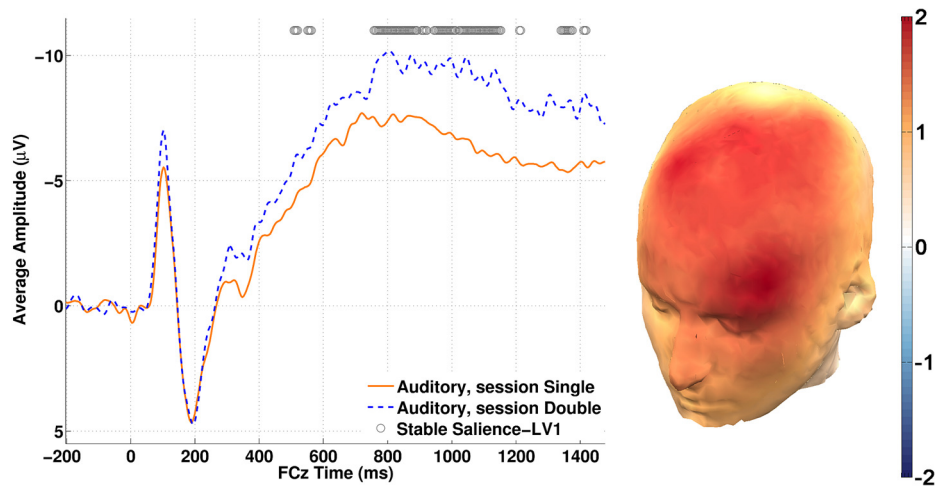 -10
-5
0
5
Average Amplitude (μV)
-200 0 200 400 600 800 1000 1200 1400
FCz Time (ms)
Auditory, session Single
Auditory, session Double
Stable Salience-LV1
2
1
0
-1
-2